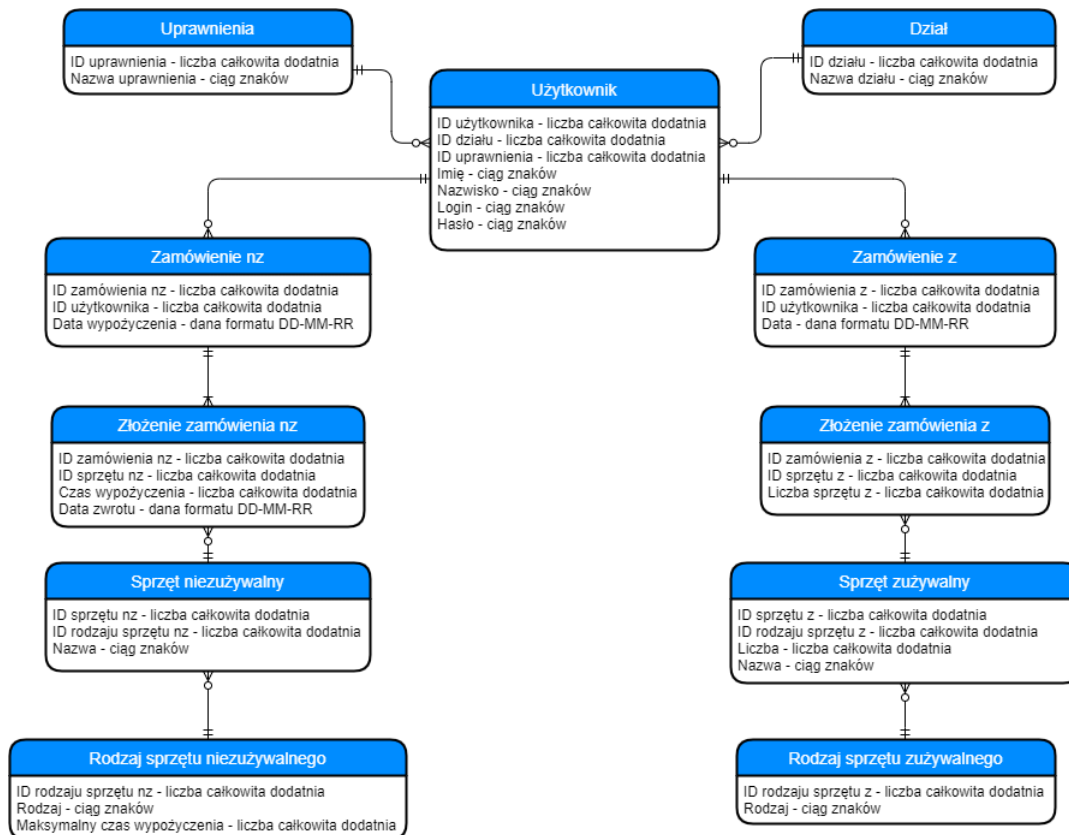 Uprawnienia
ID uprawnienia - liczba całkowita dodatnia
Nazwa uprawnienia - ciąg znaków
Dział
ID działu - liczba całkowita dodatnia
Nazwa działu - ciąg znaków
Użytkownik
ID użytkownika - liczba całkowita dodatnia
ID działu - liczba całkowita dodatnia
ID uprawnienia - liczba całkowita dodatnia
Imię - ciąg znaków
Nazwisko - ciąg znaków
Login - ciąg znaków
Hasło - ciąg znaków
Zamówienie nz
ID zamówienia nz - liczba całkowita dodatnia
ID użytkownika - liczba całkowita dodatnia
Data wypożyczenia - dana formatu DD-MM-RR
Zamówienie z
ID zamówienia z - liczba całkowita dodatnia
ID użytkownika - liczba całkowita dodatnia
Data - dana formatu DD-MM-RR
Złożenie zamówienia nz
ID zamówienia nz - liczba całkowita dodatnia
ID sprzętu nz - liczba całkowita dodatnia
Czas wypożyczenia - liczba całkowita dodatnia
Data zwrotu - dana formatu DD-MM-RR
Złożenie zamówienia z
ID zamówienia z - liczba całkowita dodatnia
ID sprzętu z - liczba całkowita dodatnia
Liczba sprzętu z - liczba całkowita dodatnia
Sprzęt niezużywalny
ID sprzętu nz - liczba całkowita dodatnia
ID rodzaju sprzętu nz - liczba całkowita dodatnia
Nazwa - ciąg znaków
Sprzęt zużywalny
ID sprzętu z - liczba całkowita dodatnia
ID rodzaju sprzętu z - liczba całkowita dodatnia
Liczba - liczba całkowita dodatnia
Nazwa - ciąg znaków
Rodzaj sprzętu niezużywalnego
ID rodzaju sprzętu nz - liczba całkowita dodatnia
Rodzaj - ciąg znaków
Maksymalny czas wypożyczenia - liczba całkowita dodatnia
Rodzaj sprzętu zużywalnego
ID rodzaju sprzętu z - liczba całkowita dodatnia
Rodzaj - ciąg znaków